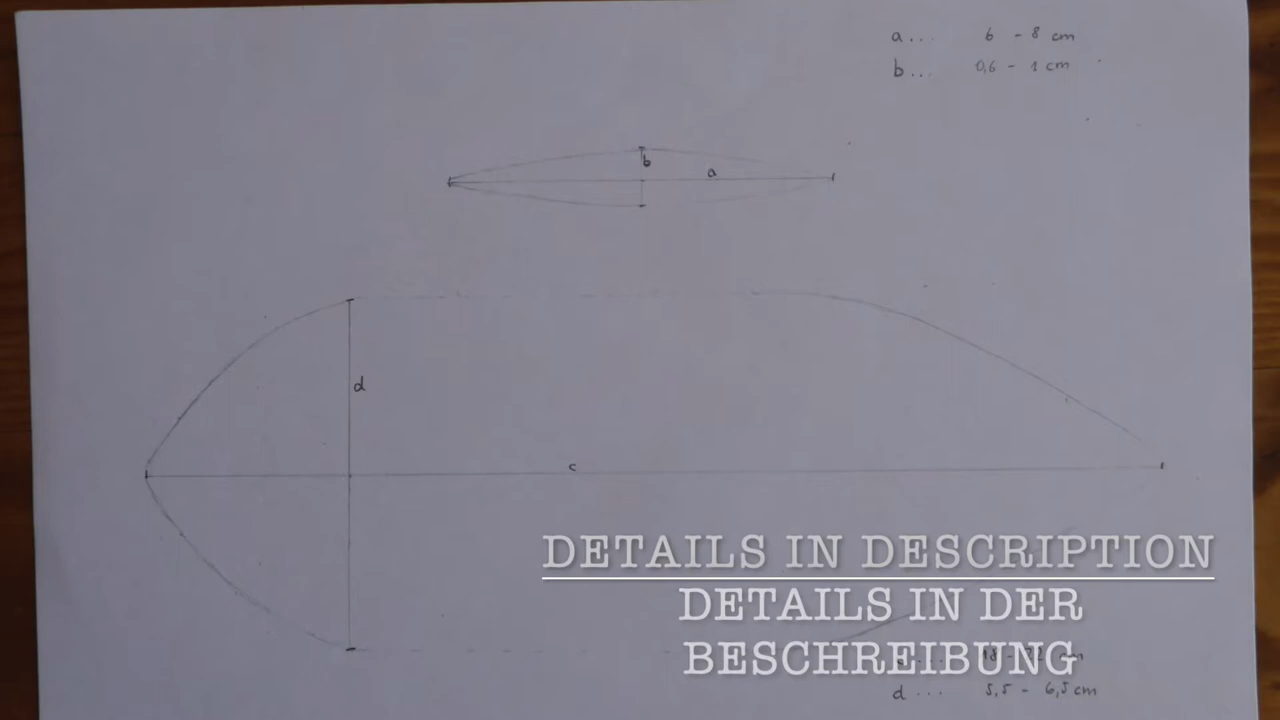 a... 6 - 8 cm
b... 0,6 - 1 cm
b
a
d
c
DETAILS IN DESCRIPTION
DETAILS IN DER
BESCHREIBUNG
cm
d ... 5,5 - 6,5 cm